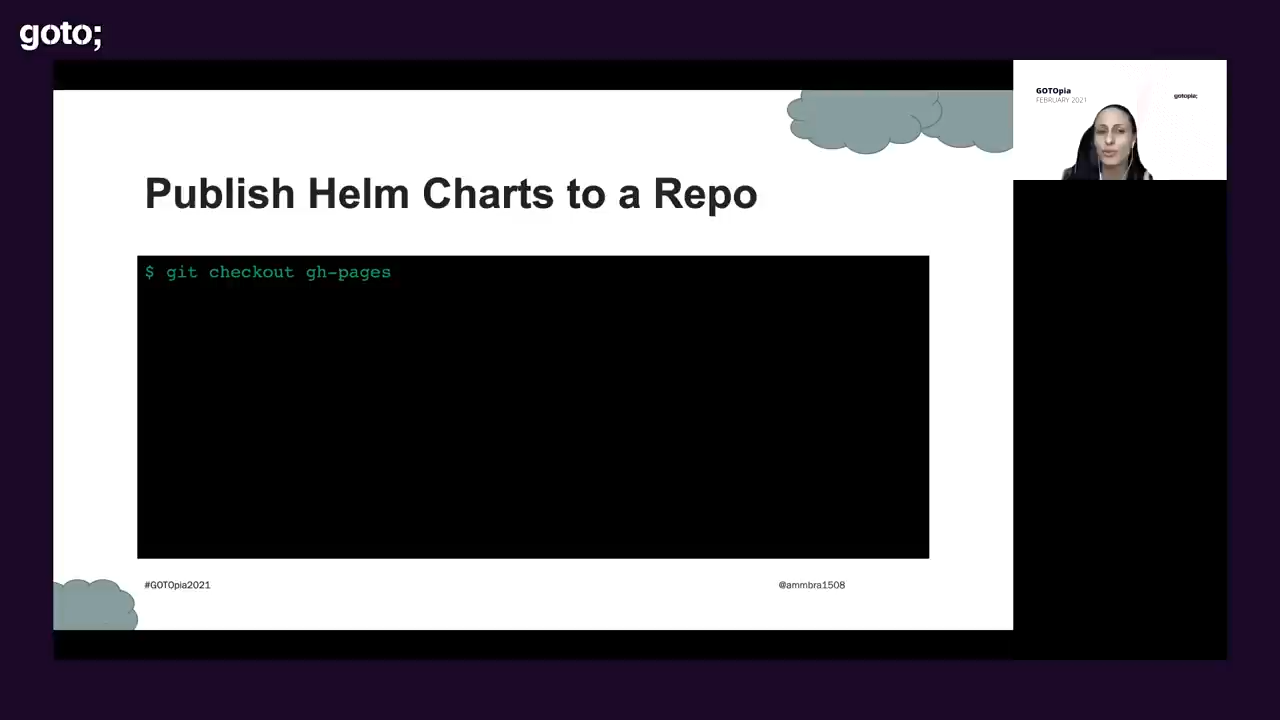 goto;
GOTOpia
FEBRUARY 2021
gotopia;
Publish Helm Charts to a Repo
$ git checkout gh-pages
#GOTOpia2021
@ammbra1508